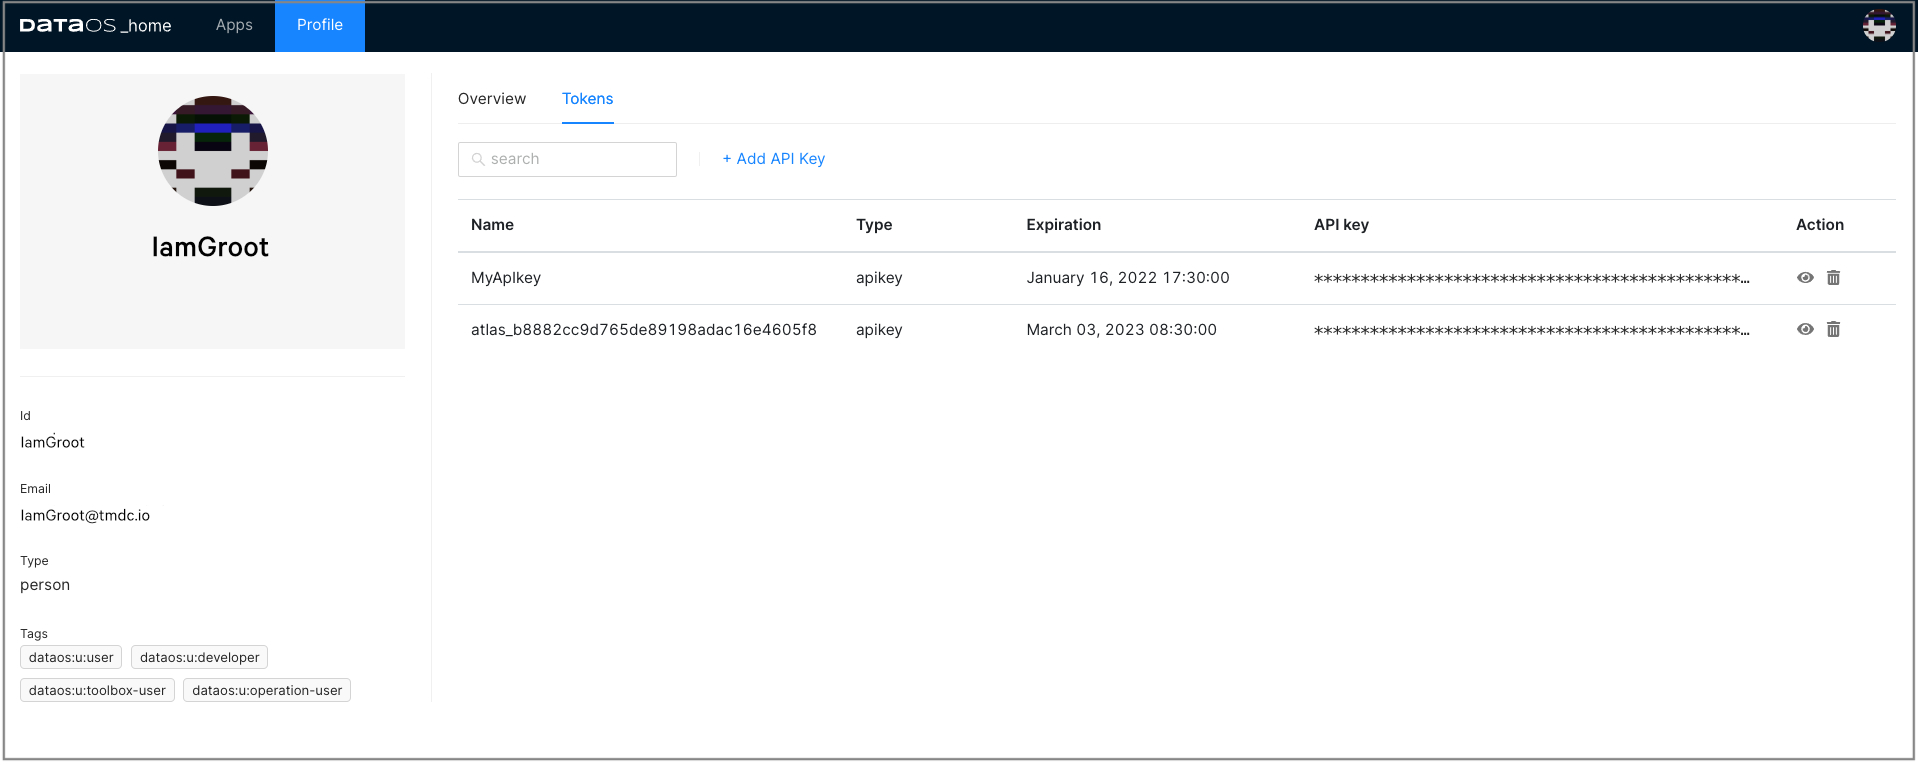 DATAOS_home Apps Profile
IamGroot
Id
IamGroot
Email
IamGroot@tmdc.io
Type
person
Tags
dataos:u:user dataos:u:developer
dataos:u:toolbox-user dataos:u:operation-user
Overview Tokens
search + Add API Key
Name Type Expiration API key Action
MyApIkey apikey January 16, 2022 17:30:00 **********************************************…
atlas_b8882cc9d765de89198adac16e4605f8 apikey March 03, 2023 08:30:00 **********************************************…